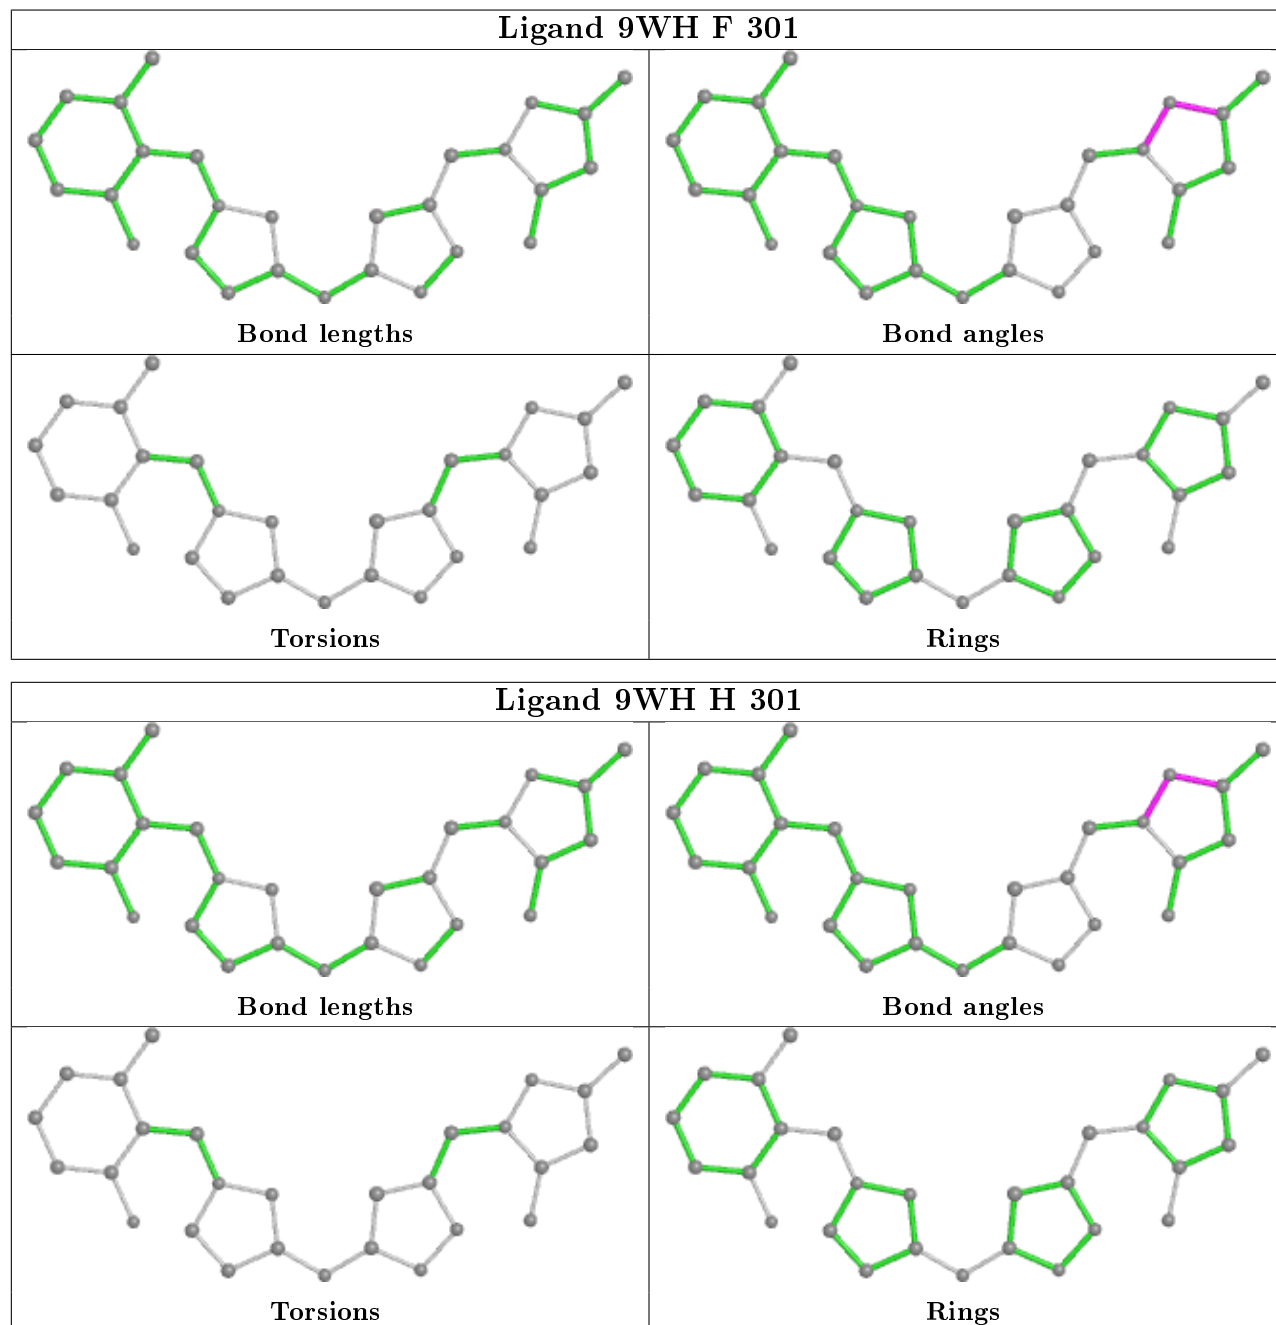 Ligand 9WH F 301
Bond lengths
Bond angles
Torsions
Rings
Ligand 9WH H 301
Bond lengths
Bond angles
Torsions
Rings